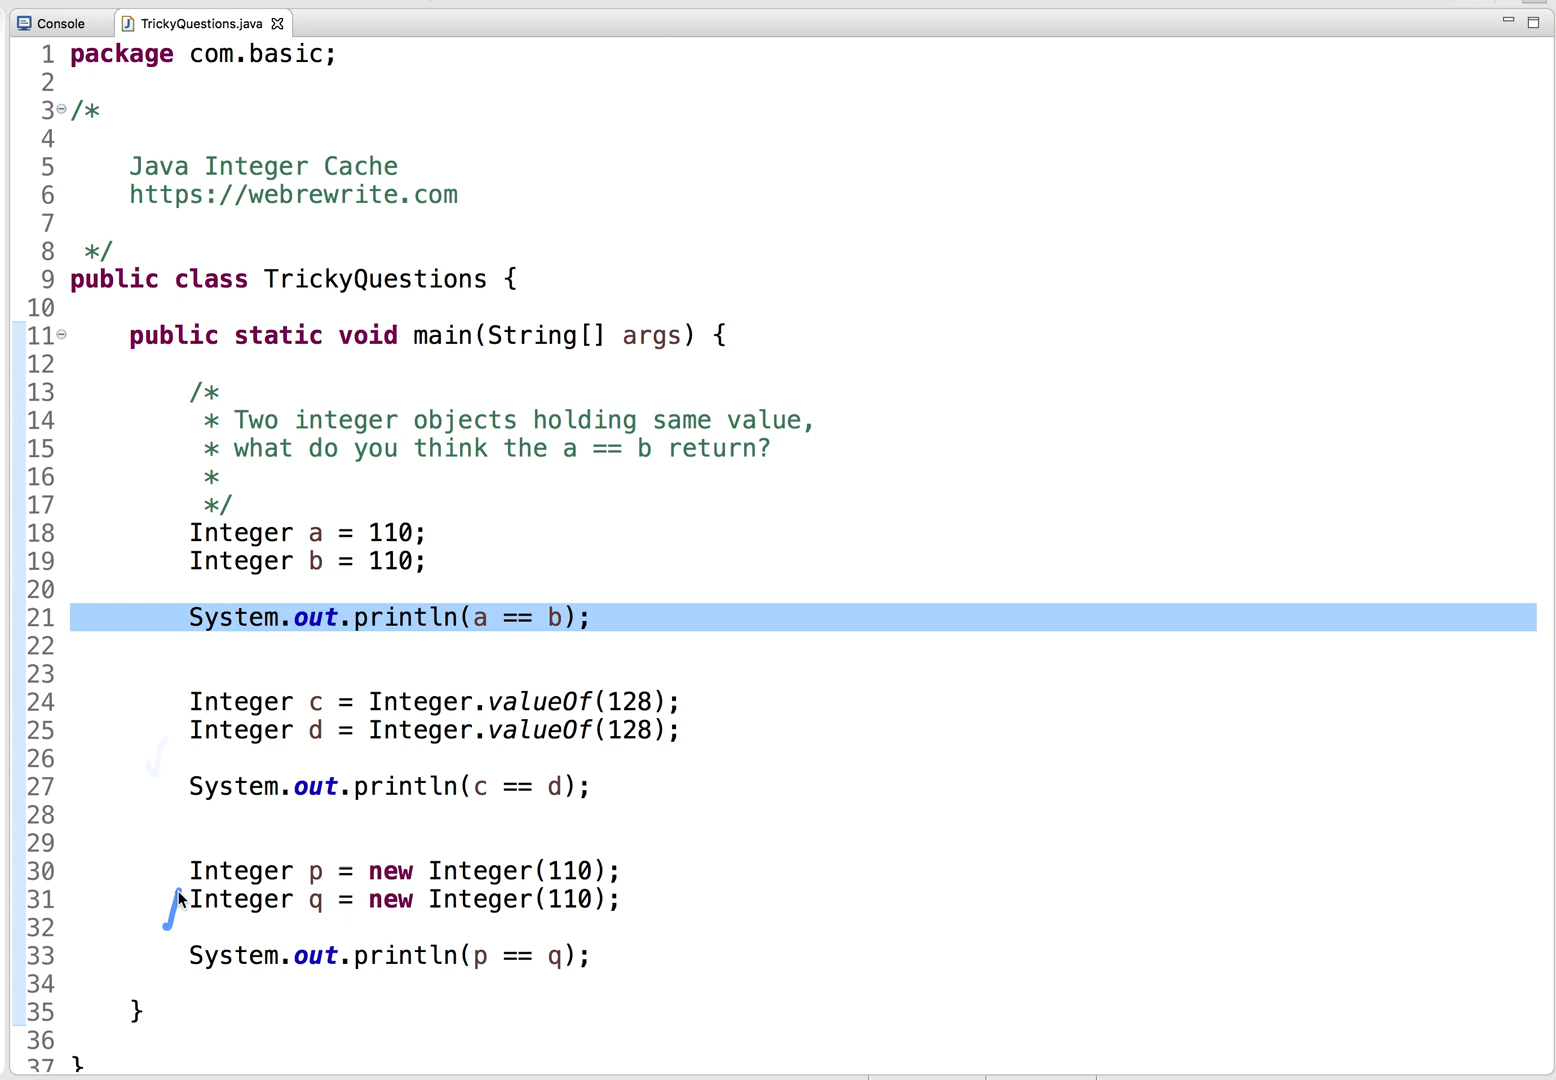 Console TrickyQuestions.java
1 package com.basic;
2
3 /*
4
5 Java Integer Cache
6 https://webrewrite.com
7
8 */
9 public class TrickyQuestions {
10
11 public static void main(String[] args) {
12
13 /*
14 * Two integer objects holding same value,
15 * what do you think the a == b return?
16 *
17 */
18 Integer a = 110;
19 Integer b = 110;
20
21 System.out.println(a == b);
22
23
24 Integer c = Integer.valueOf(128);
25 Integer d = Integer.valueOf(128);
26
27 System.out.println(c == d);
28
29
30 Integer p = new Integer(110);
31 Integer q = new Integer(110);
32
33 System.out.println(p == q);
34
35 }
36
37 }